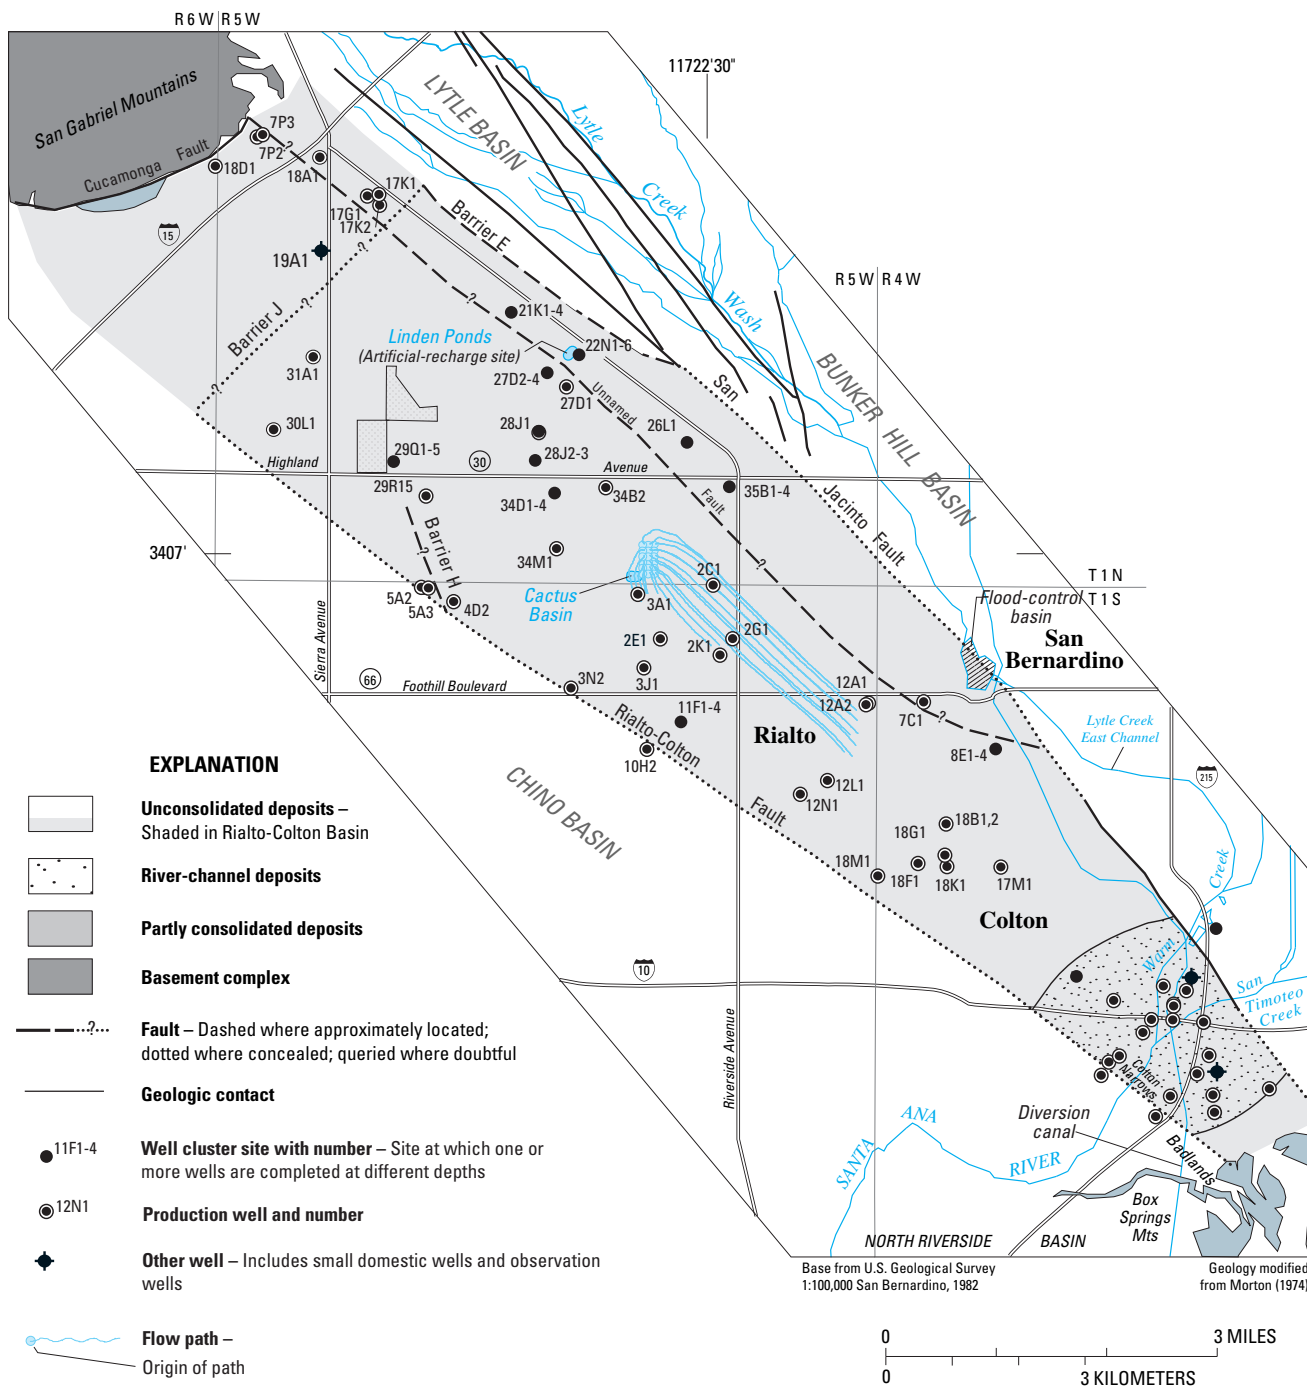 R 6 W
R 5 W
11722'30"
San Gabriel Mountains
Cucamonga Fault
LYTLE BASIN
Lytle
Creek
Wash
7P3
7P2
?
18D1
18A1
17K1
17G1
17K2
15
19A1
?
Barrier E
Barrier J
?
?
?
R 5 W
R 4 W
21K1-4
Linden Ponds
(Artificial-recharge site)
22N1-6
27D2-4
27D1
Unnamed
Fault
San
Jacinto Fault
BUNKER HILL BASIN
31A1
30L1
28J1
26L1
29Q1-5
30
28J2-3
Highland
Avenue
29R15
34D1-4
34B2
35B1-4
Barrier H
?
34M1
3407'
?
2C1
T 1 N
T 1 S
5A2
5A3
4D2
Cactus
Basin
3A1
Flood-control
basin
San
Bernardino
2E1
2G1
2K1
Sierra Avenue
66
Foothill Boulevard
3N2
3J1
12A1
12A2
7C1
?
Lytle Creek
East Channel
11F1-4
Rialto-Colton
Fault
Rialto
8E1-4
10H2
215
CHINO BASIN
12L1
12N1
18B1,2
18G1
18M1
18F1
18K1
17M1
Colton
Warm
Creek
10
San
Timoteo
Creek
Riverside Avenue
Colton
Narrows
Diversion
canal
SANTA
ANA
RIVER
Badlands
Box
Springs
Mts
NORTH RIVERSIDE
BASIN
Base from U.S. Geological Survey
1:100,000 San Bernardino, 1982
Geology modified
from Morton (1974)
0
3 MILES
0
3 KILOMETERS
EXPLANATION
Unconsolidated deposits –
Shaded in Rialto-Colton Basin
River-channel deposits
Partly consolidated deposits
Basement complex
?
Fault – Dashed where approximately located;
dotted where concealed; queried where doubtful
Geologic contact
11F1-4
Well cluster site with number – Site at which one or
more wells are completed at different depths
12N1
Production well and number
Other well – Includes small domestic wells and observation
wells
Flow path –
Origin of path